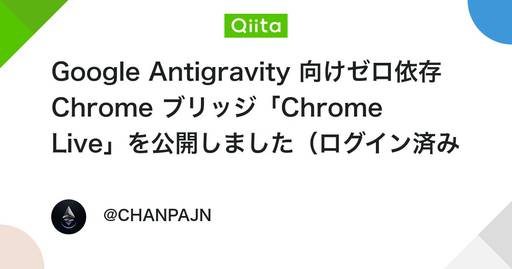 Qiita
Google Antigravity 向けゼロ依存
Chrome ブリッジ「Chrome
Live」を公開しました（ログイン済み
@CHANPAJN